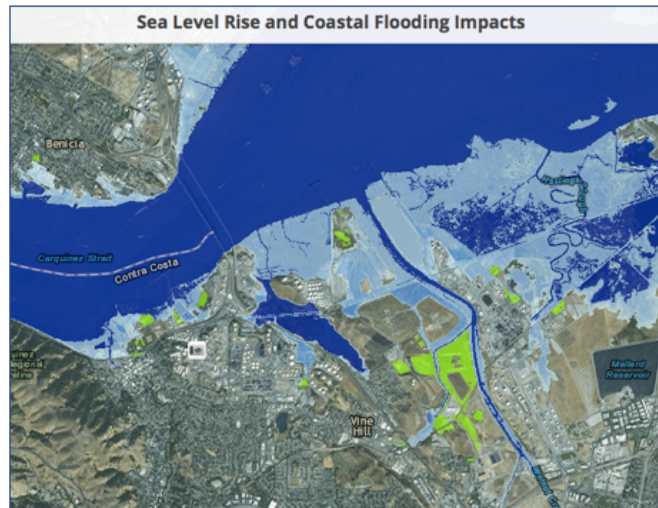 Sea Level Rise and Coastal Flooding Impacts
Benicia
Carquinez Strait
Contra Costa
Vine
Hill
Mallard
Reservoir